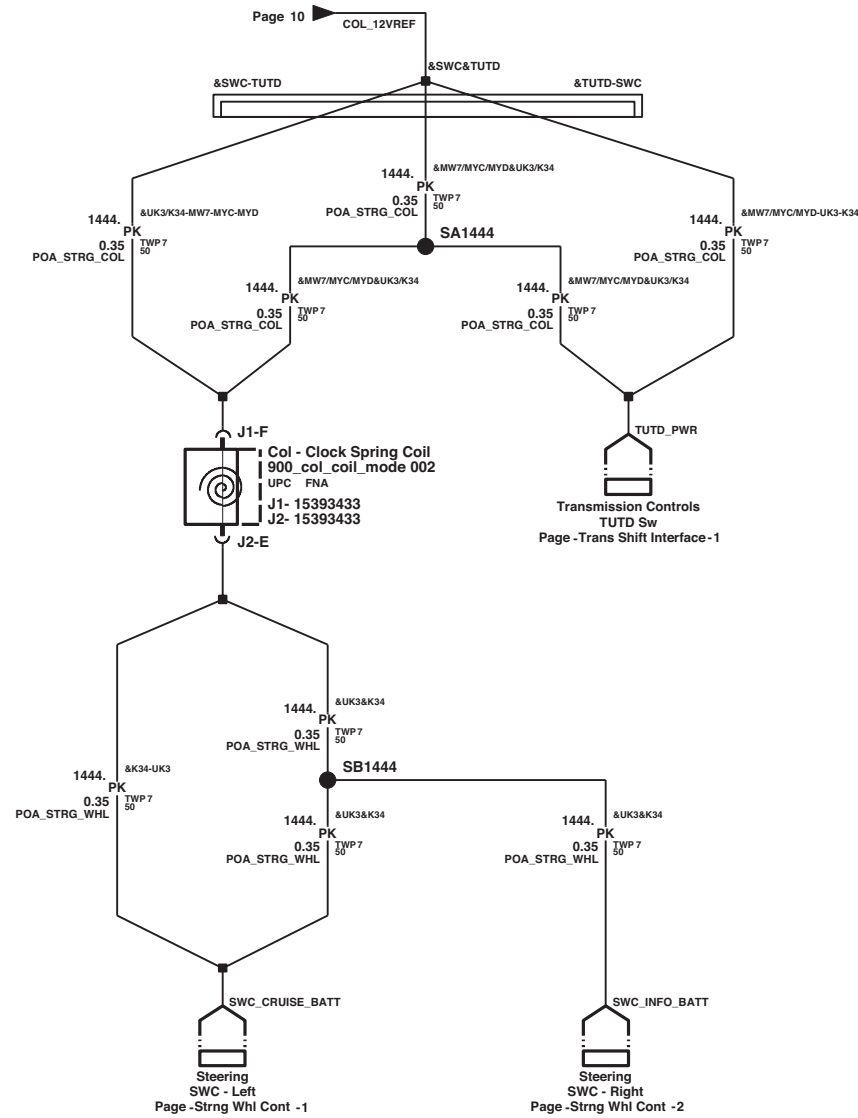 Page 10
COL_12VREF
&SWC&TUTD
&SWC-TUTD
&TUTD-SWC
1444.
PK
0.35
POA_STRG_COL
&UK3/K34-MW7-MYC-MYD
TWP 7
50
1444.
PK
0.35
POA_STRG_COL
&MW7/MYC/MYD&UK3/K34
TWP 7
50
1444.
PK
0.35
POA_STRG_COL
&MW7/MYC/MYD-UK3-K34
TWP 7
50
SA1444
1444.
PK
0.35
POA_STRG_COL
&MW7/MYC/MYD&UK3/K34
TWP 7
50
1444.
PK
0.35
POA_STRG_COL
&MW7/MYC/MYD&UK3/K34
TWP 7
50
J1-F
Col - Clock Spring Coil
900_col_coil_mode 002
UPC FNA
J1- 15393433
J2- 15393433
J2-E
TUTD_PWR
Transmission Controls
TUTD Sw
Page -Trans Shift Interface-1
1444.
PK
0.35
POA_STRG_WHL
&UK3&K34
TWP 7
50
SB1444
1444.
PK
0.35
POA_STRG_WHL
&K34-UK3
TWP 7
50
1444.
PK
0.35
POA_STRG_WHL
&UK3&K34
TWP 7
50
1444.
PK
0.35
POA_STRG_WHL
&UK3&K34
TWP 7
50
SWC_CRUISE_BATT
Steering
SWC - Left
Page -Strng Whl Cont -1
SWC_INFO_BATT
Steering
SWC - Right
Page -Strng Whl Cont -2